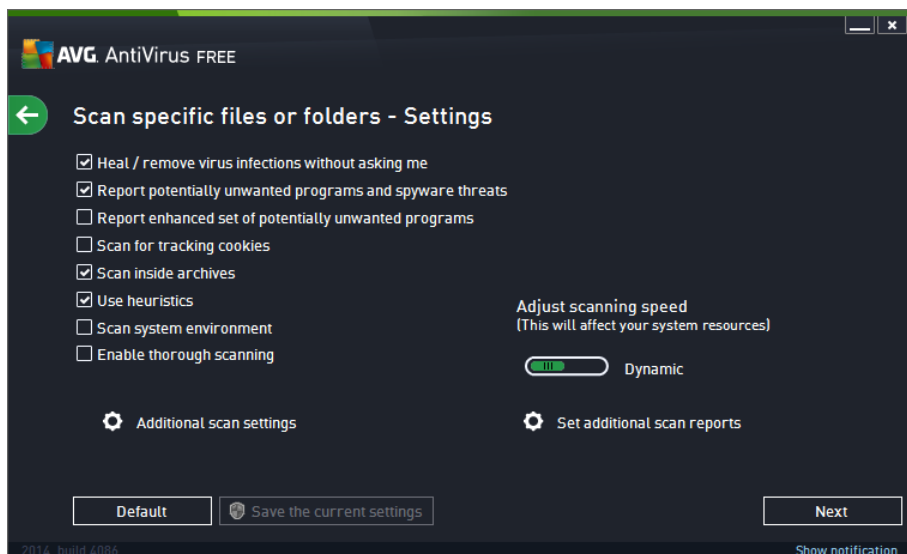 AVG. AntiVirus FREE
Scan specific files or folders - Settings
Heal / remove virus infections without asking me
Report potentially unwanted programs and spyware threats
Report enhanced set of potentially unwanted programs
Scan for tracking cookies
Scan inside archives
Use heuristics
Scan system environment
Enable thorough scanning
Adjust scanning speed
(This will affect your system resources)
Dynamic
Additional scan settings
Set additional scan reports
Default
Save the current settings
Next
2014 build 4086
Show notification